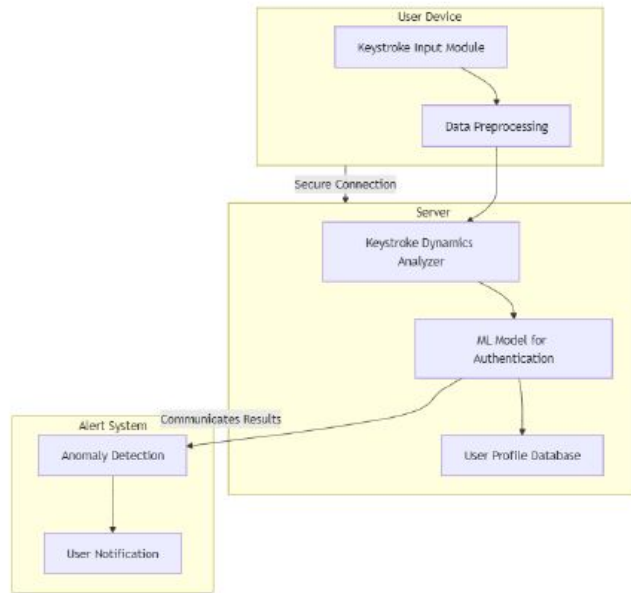 User Device
Keystroke Input Module
Data Preprocessing
Secure Connection
Server
Keystroke Dynamics
Analyzer
ML Model for
Authentication
Communicates Results
Alert System
Anomaly Detection
User Profile Database
User Notification